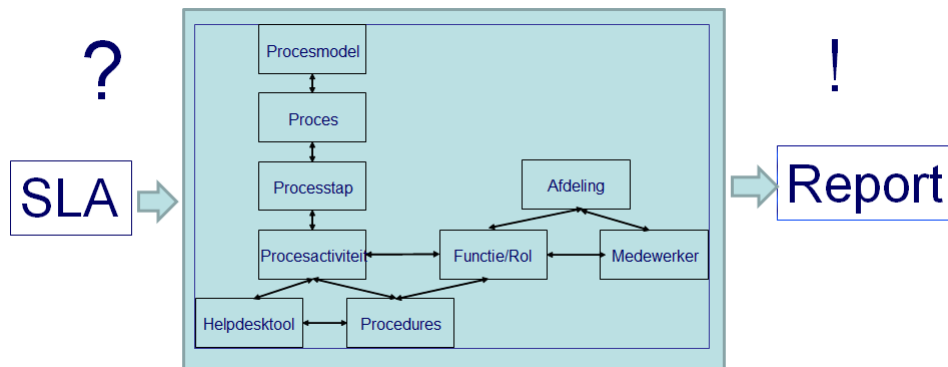 ?
!
Procesmodel
Proces
SLA
Processtap
Afdeling
Report
Procesactiviteit
Functie/Rol
Medewerker
Helpdesktool
Procedures